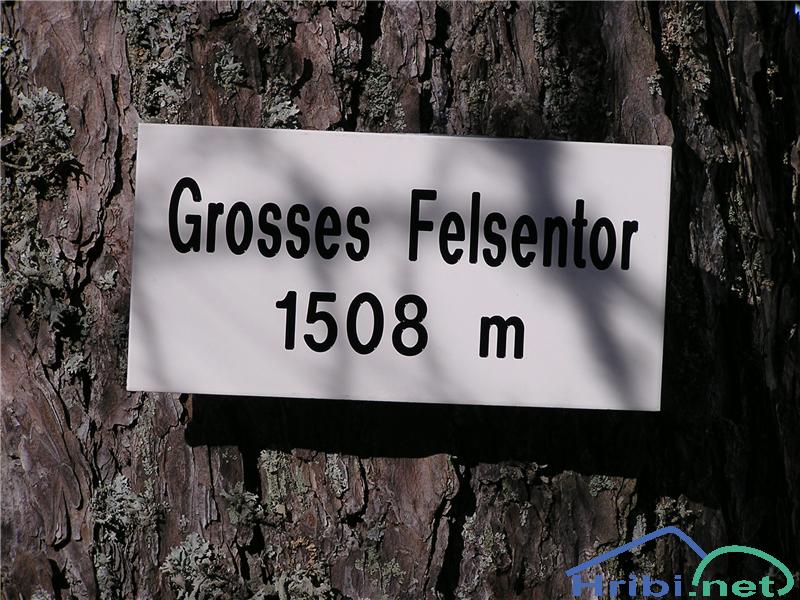 Grosses Felsentor
1508 m
Hribi.net